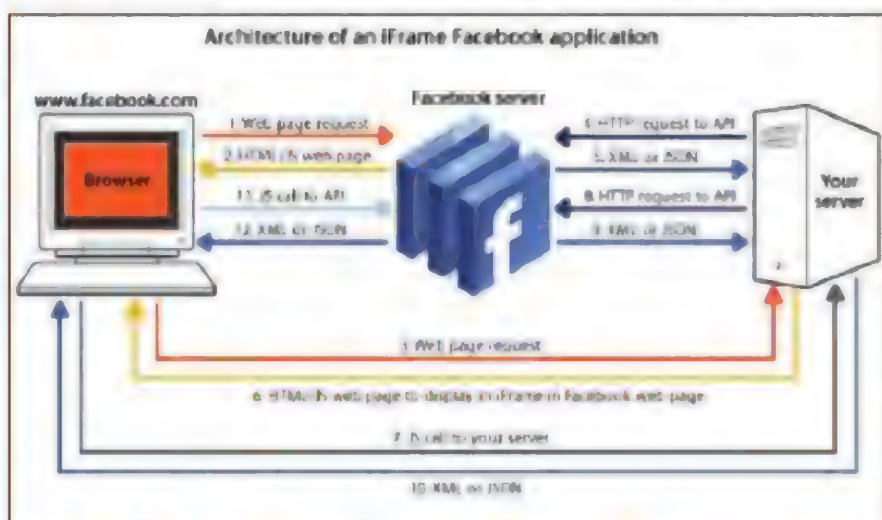 Architecture of an iFrame Facebook application
www.facebook.com
Facebook server
1. Web page request
4. HTTP request to API
2. HTML/JS web page
5. XML or JSON
Browser
Your
server
11. JS call to API
8. HTTP request to API
12. XML or JSON
9. XML or JSON
f
3. Web page request
6. HTML/JS web page to display in iFrame in Facebook web page
7. JS call to your server
10. XML or JSON